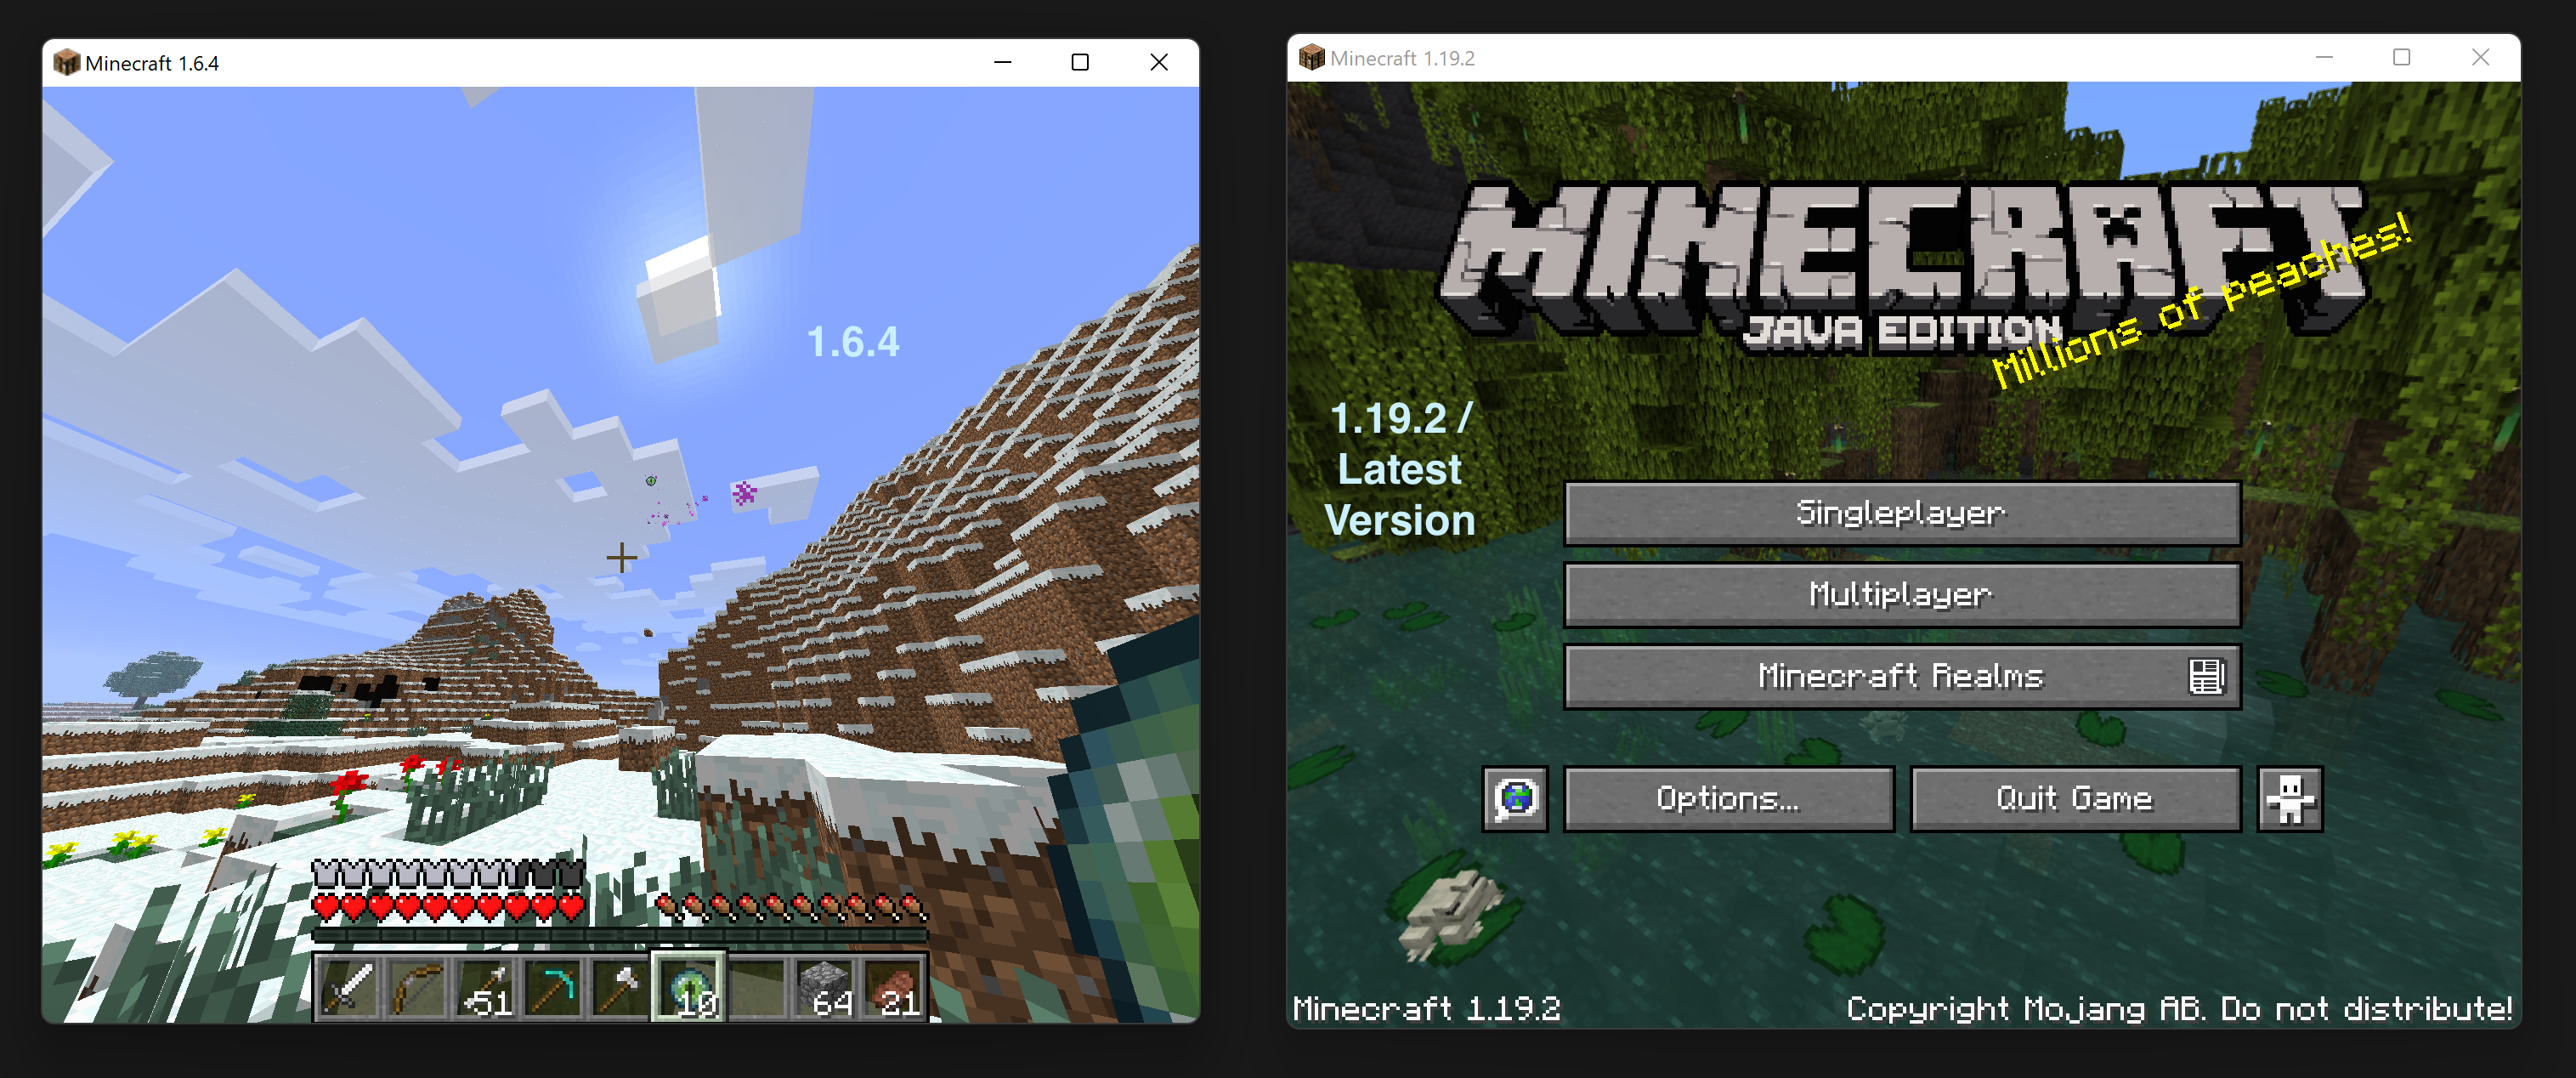 Minecraft 1.6.4
1.6.4
51
10
64
21
Minecraft 1.19.2
MINECRAFT
JAVA EDITION
Millions of peaches!
1.19.2 /
Latest
Version
Singleplayer
Multiplayer
Minecraft Realms
Options...
Quit Game
Minecraft 1.19.2
Copyright Mojang AB. Do not distribute!